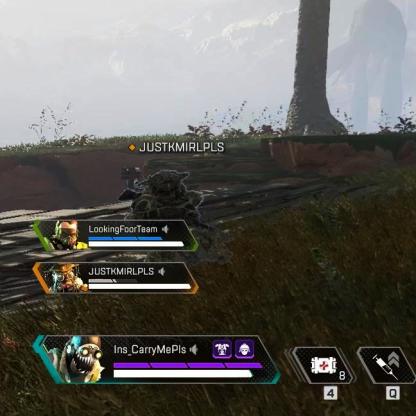 JUSTKMIRLPLS
LookingFoorTeam
JUSTKMIRLPLS
Ins_CarryMePls
8
4 Q